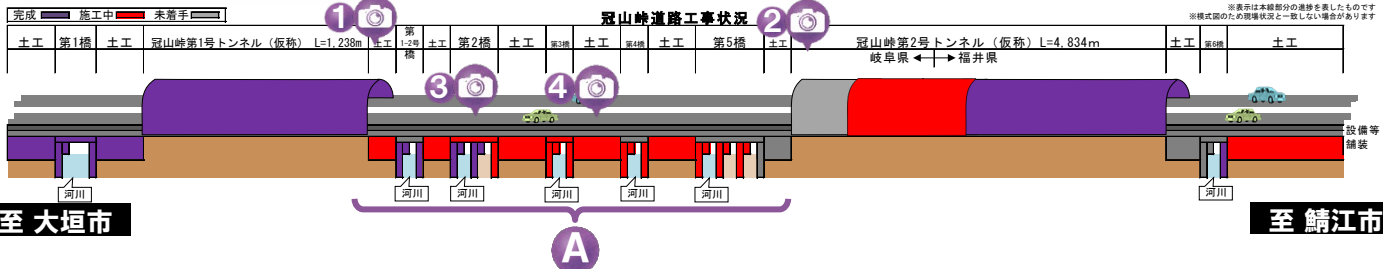 完成 施工中 未着手
冠山峠道路工事状況
※表示は本線部分の進捗を表したものです
※模式図のため現場状況と一致しない場合があります
1
2
土工 第1橋 土工 冠山峠第1号トンネル（仮称） L=1,238m 土工 第1-2号橋 土工 第2橋 土工 第3橋 土工 第4橋 土工 第5橋 土工 冠山峠第2号トンネル（仮称）L=4,834m 土工 第6橋 土工
岐阜県 福井県
3
4
設備等
舗装
河川 河川 河川 河川 河川 河川 河川
至 大垣市
至 鯖江市
A